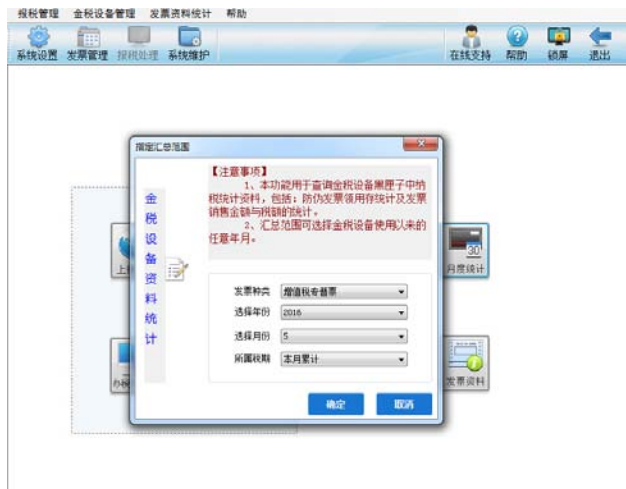 报税管理 金税设备管理 发票资料统计 帮助
系统设置 发票管理 报税处理 系统维护 在线支持 帮助 锁屏 退出
指定汇总范围
金税设备资料统计
【注意事项】
1、本功能用于查询金税设备黑匣子中纳
税统计资料，包括：防伪发票领用存统计及发票
销售金额与税额的统计。
2、汇总范围可选择金税设备使用以来的
任意年月。
发票种类 增值税专普票
选择年份 2016
选择月份 5
所属税期 本月累计
确定 取消
上
30
月度统计
办税
发票资料